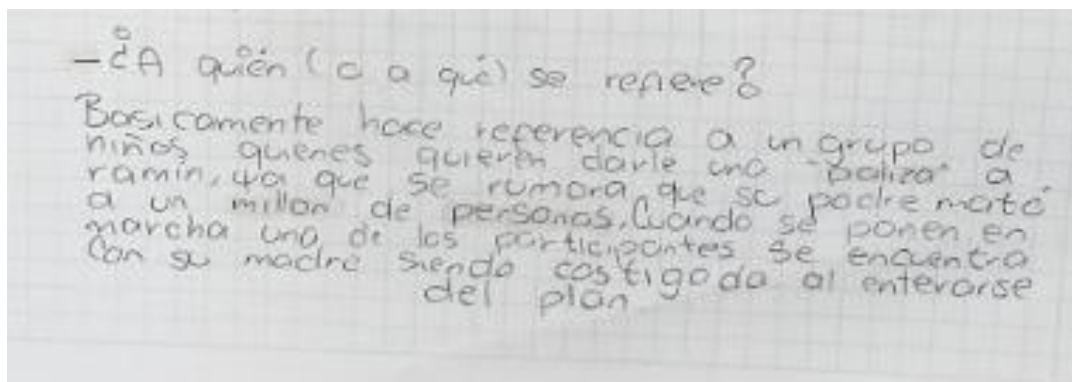 - ¿A quién (o a qué) se refiere?
Basicamente hace referencia a un grupo de
niños quienes quieren darle una "paliza" a
ramin, ya que se rumora que su padre mató
a un millon de personas. Cuando se ponen en
marcha uno de los participantes se encuentra
Con su madre siendo castigado al enterarse
del plan